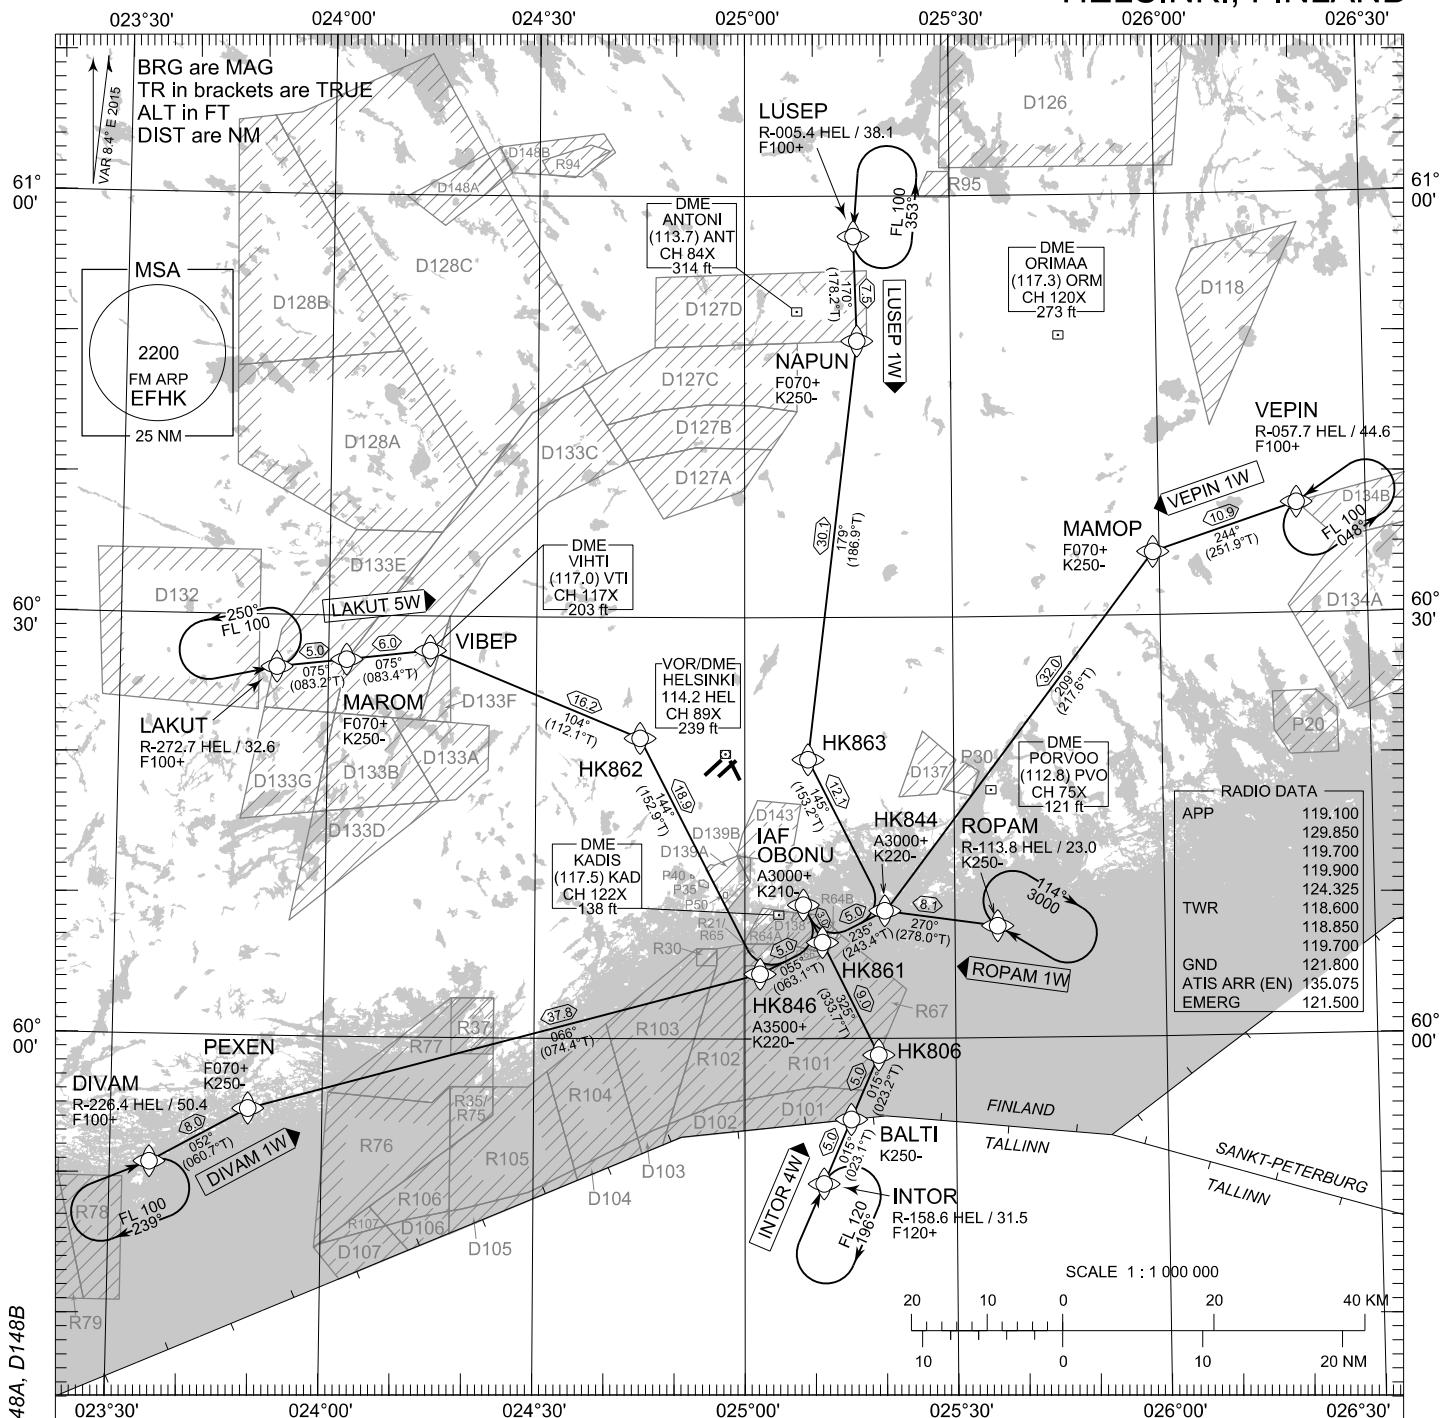 HELSINKI, FINLAND
023°30'
024°00'
024°30'
025°00'
025°30'
026°00'
026°30'
BRG are MAG
TR in brackets are TRUE
ALT in FT
DIST are NM
VAR 8.4° E 2015
61°
00'
61°
00'
60°
30'
60°
30'
60°
00'
60°
00'
MSA
2200
FM ARP
EFHK
25 NM
LUSEP
R-005.4 HEL / 38.1
F100+
FL 100
353°
DME
ANTONI
(113.7) ANT
CH 84X
314 ft
DME
ORIMAA
(117.3) ORM
CH 120X
273 ft
170°
(178.2°T)
7.5
LUSEP 1W
NAPUN
F070+
K250-
30.1
179°
(186.9°T)
VEPIN
R-057.7 HEL / 44.6
F100+
VEPIN 1W
FL 100
048°
10.9
244°
(251.9°T)
MAMOP
F070+
K250-
32.0
209°
(217.6°T)
DME
VIHTI
(117.0) VTI
CH 117X
203 ft
LAKUT 5W
250°
FL 100
5.0
075°
(083.2°T)
6.0
075°
(083.4°T)
VIBEP
MAROM
F070+
K250-
LAKUT
R-272.7 HEL / 32.6
F100+
16.2
104°
(112.1°T)
VOR/DME
HELSINKI
114.2 HEL
CH 89X
239 ft
HK862
18.9
144°
(152.9°T)
HK863
12.1
145°
(153.2°T)
DME
PORVOO
(112.8) PVO
CH 75X
121 ft
DME
KADIS
(117.5) KAD
CH 122X
138 ft
IAF
OBONU
A3000+
K210-
HK844
A3000+
K220-
ROPAM
R-113.8 HEL / 23.0
K250-
114°
3000
8.1
270°
(278.0°T)
ROPAM 1W
3.0
5.0
235°
(243.4°T)
5.0
055°
(063.1°T)
HK861
HK846
A3500+
K220-
9.0
325°
(333.7°T)
HK806
5.0
015°
(023.2°T)
BALTI
K250-
5.0
015°
(023.1°T)
INTOR 4W
INTOR
R-158.6 HEL / 31.5
F120+
FL 120
196°
37.8
066°
(074.4°T)
PEXEN
F070+
K250-
DIVAM
R-226.4 HEL / 50.4
F100+
8.0
052°
(060.7°T)
DIVAM 1W
FL 100
239°
RADIO DATA
APP 119.100
129.850
119.700
119.900
124.325
TWR 118.600
118.850
119.700
GND 121.800
ATIS ARR (EN) 135.075
EMERG 121.500
D126
R95
D148B
R94
D148A
D128C
D128B
D128A
D127D
D127C
D127B
D127A
D118
D134B
D134A
P20
D133C
D133E
D132
D133F
D133A
D133B
D133G
D133D
D137
P30
D143
D139B
D139A
P40
P35
P50
R64B
R21/
R65
R64A
D138
R30
R67
R103
R102
R101
R104
D102
D101
R37
R77
R35/
R75
R76
R105
R106
R107
D106
D107
D105
D104
D103
R78
R79
FINLAND
TALLINN
SANKT-PETERBURG
TALLINN
SCALE 1 : 1 000 000
20 10 0 20 40 KM
10 0 10 20 NM
48A, D148B
023°30'
024°00'
024°30'
025°00'
025°30'
026°00'
026°30'